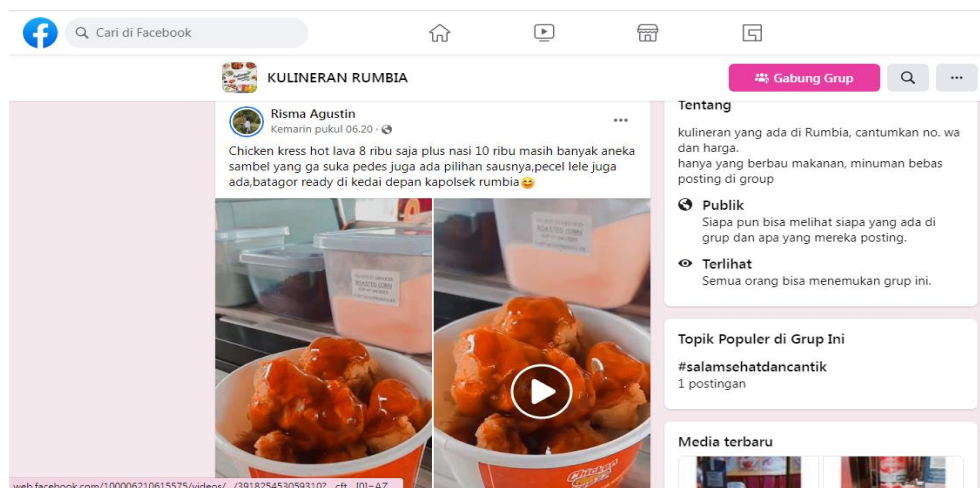 Cari di Facebook
KULINERAN RUMBIA
Gabung Grup
Risma Agustin
Kemarin pukul 06.20
Chicken kress hot lava 8 ribu saja plus nasi 10 ribu masih banyak aneka
sambel yang ga suka pedes juga ada pilihan sausnya,pecel lele juga
ada,batagor ready di kedai depan kapolsek rumbia😊
ROASTED CORN
Chicken
Tentang
kulineran yang ada di Rumbia, cantumkan no. wa
dan harga.
hanya yang berbau makanan, minuman bebas
posting di group
Publik
Siapa pun bisa melihat siapa yang ada di
grup dan apa yang mereka posting.
Terlihat
Semua orang bisa menemukan grup ini.
Topik Populer di Grup Ini
#salamsehatdancantik
1 postingan
Media terbaru